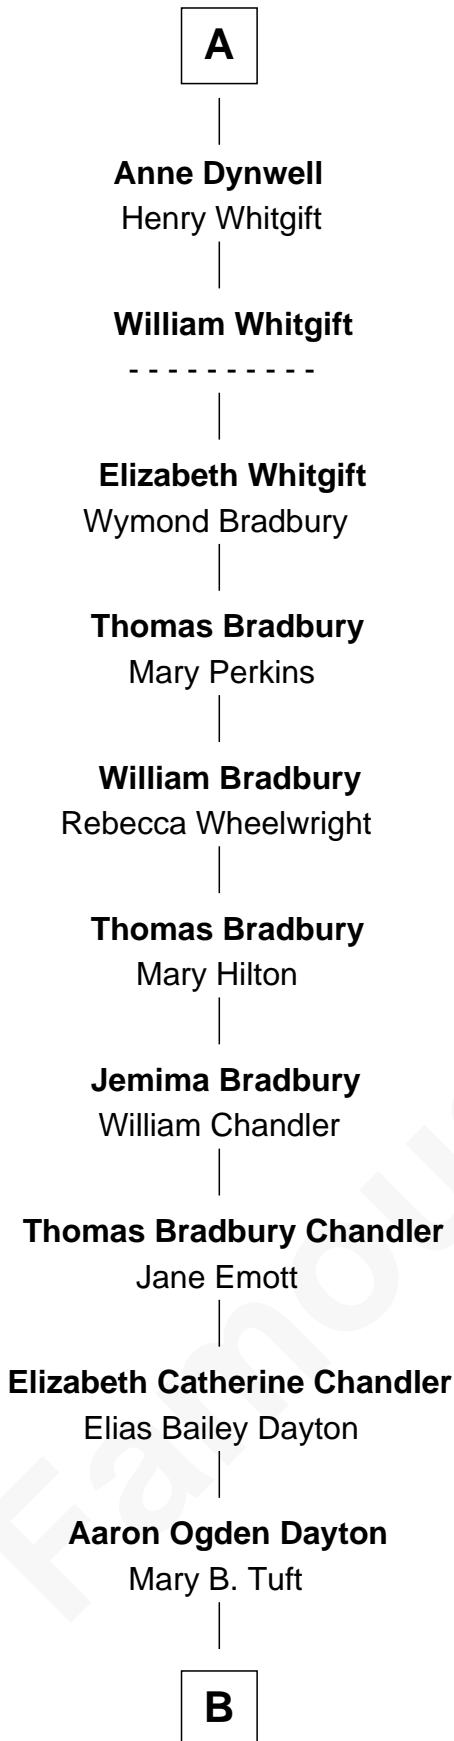 A
Anne Dynwell
Henry Whitgift
William Whitgift
- - - - - - - - - -
Elizabeth Whitgift
Wymond Bradbury
Thomas Bradbury
Mary Perkins
William Bradbury
Rebecca Wheelwright
Thomas Bradbury
Mary Hilton
Jemima Bradbury
William Chandler
Thomas Bradbury Chandler
Jane Emott
Elizabeth Catherine Chandler
Elias Bailey Dayton
Aaron Ogden Dayton
Mary B. Tuft
B
Famou